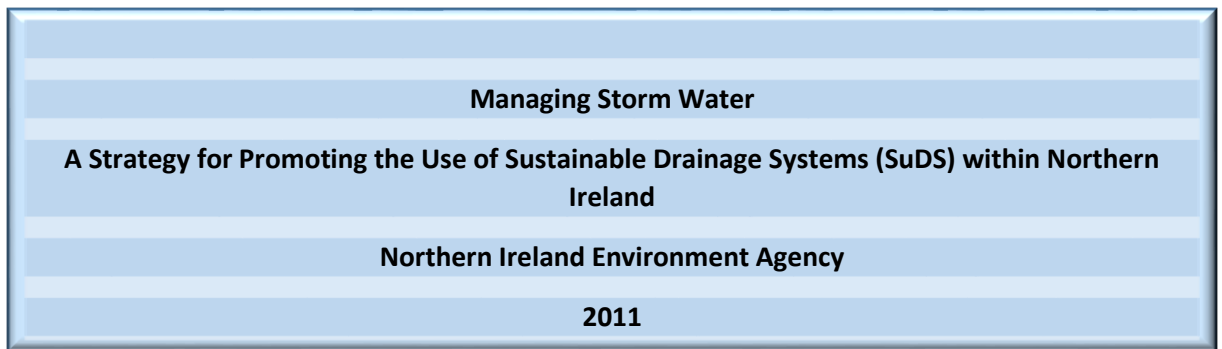 Managing Storm Water
A Strategy for Promoting the Use of Sustainable Drainage Systems (SuDS) within Northern
Ireland
Northern Ireland Environment Agency
2011